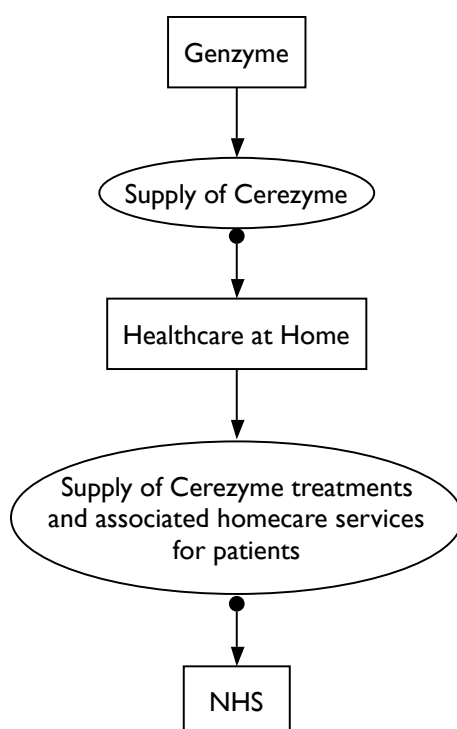 Genzyme
Supply of Cerezyme
Healthcare at Home
Supply of Cerezyme treatments
and associated homecare services
for patients
NHS